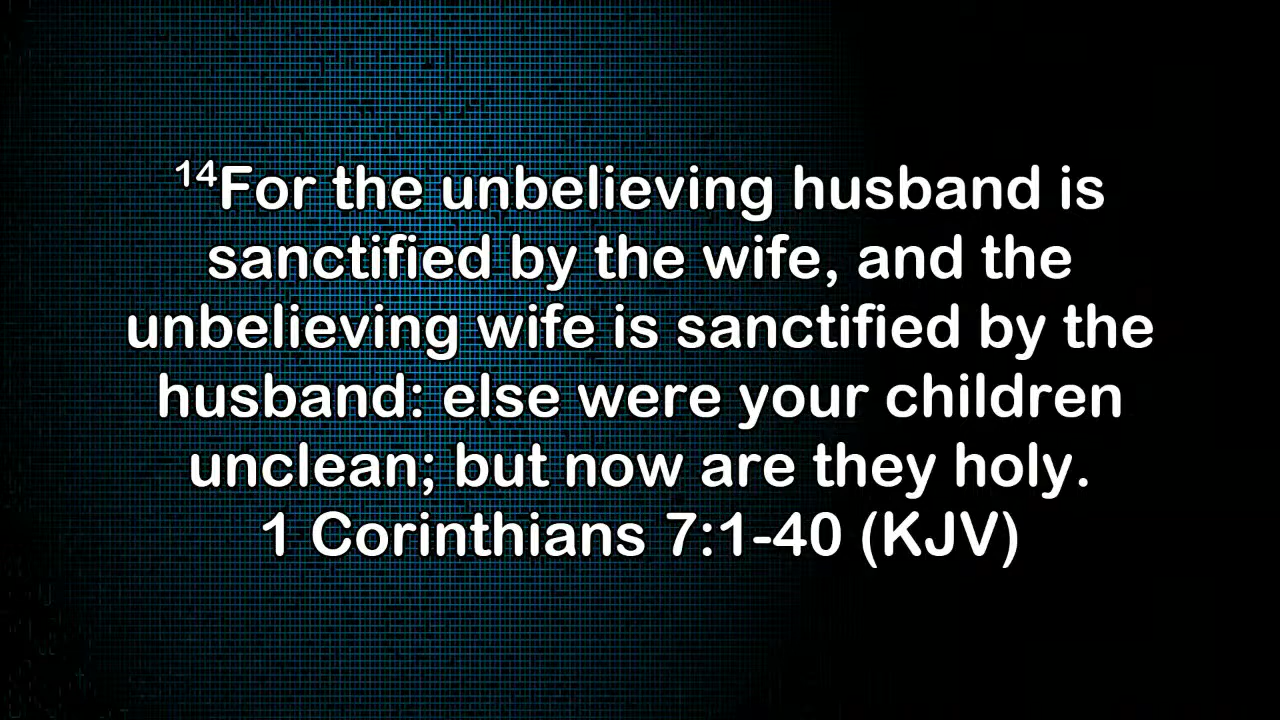 14For the unbelieving husband is
sanctified by the wife, and the
unbelieving wife is sanctified by the
husband: else were your children
unclean; but now are they holy.
1 Corinthians 7:1-40 (KJV)